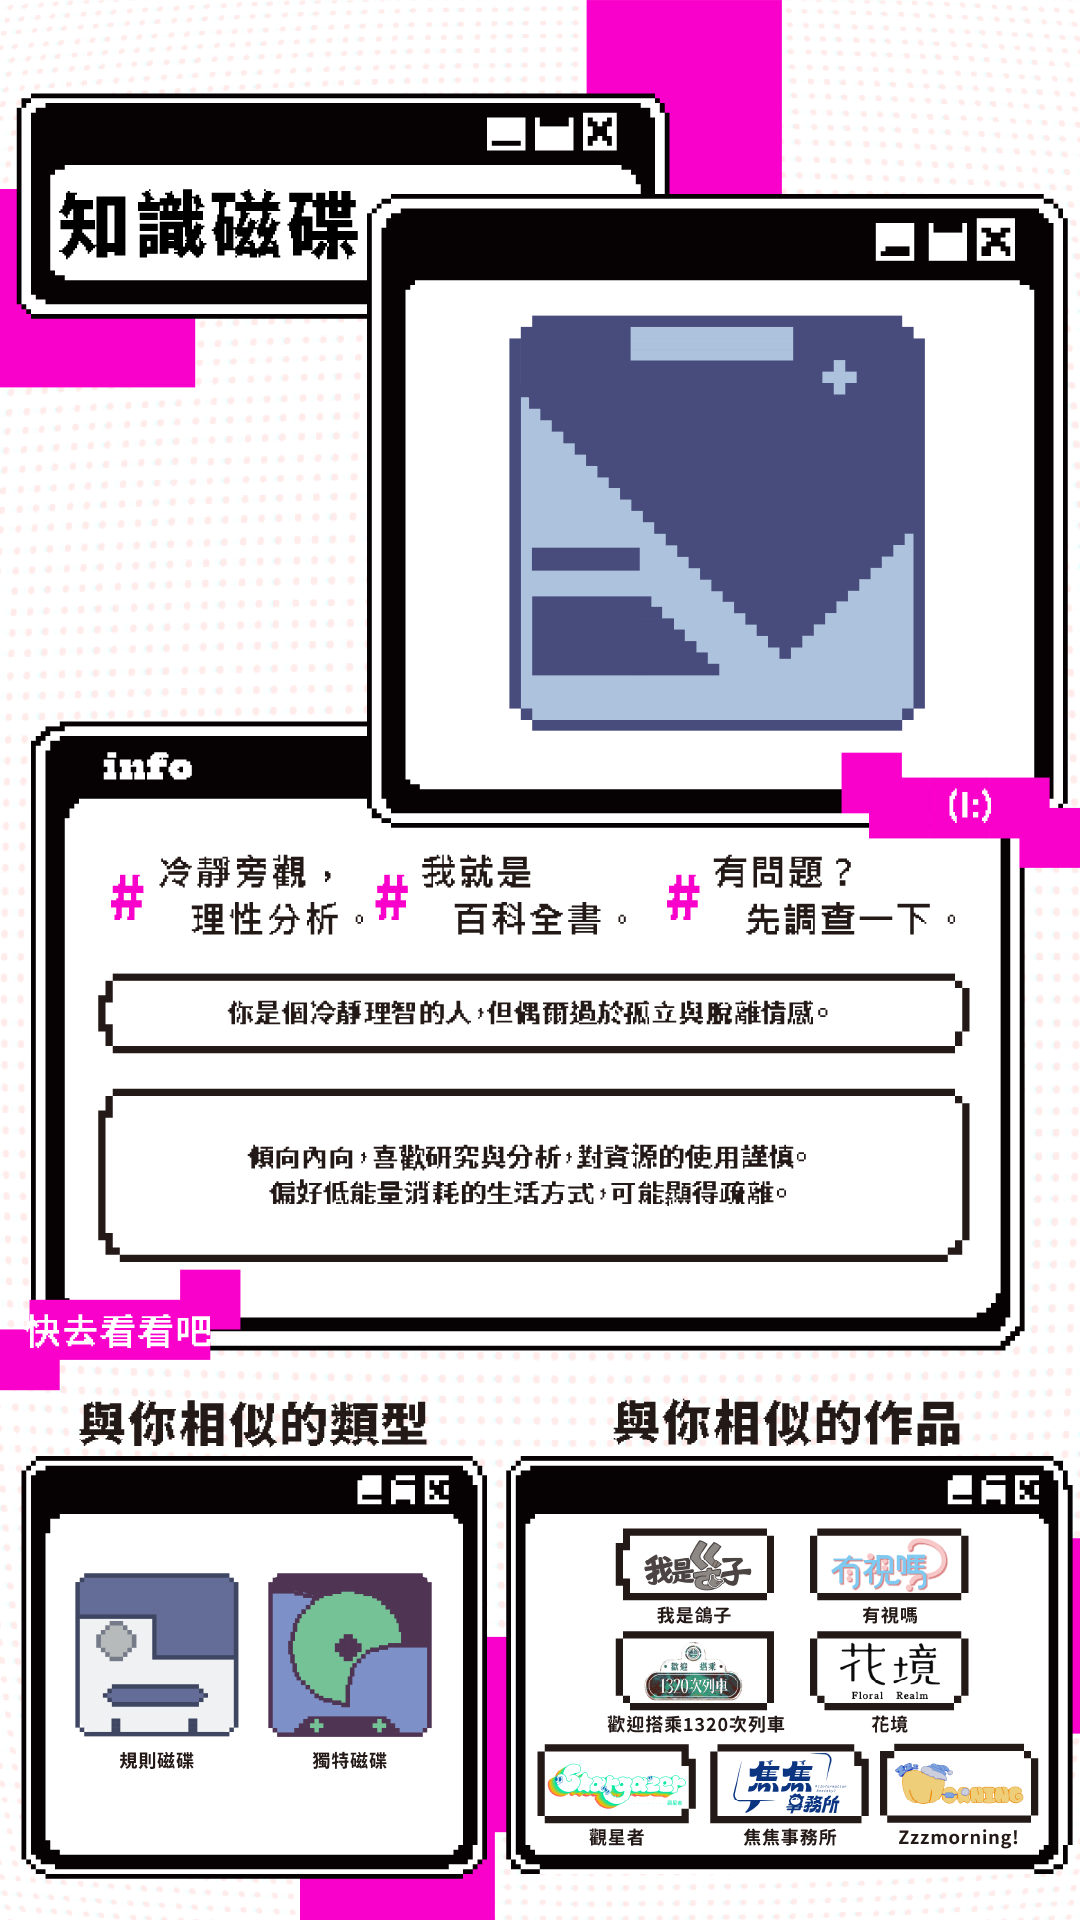 知識磁碟
info
(I:)
# 冷靜旁觀，
理性分析。
# 我就是
百科全書。
# 有問題？
先調查一下。
你是個冷靜理智的人，但偶爾過於孤立與脫離情感。
傾向內向，喜歡研究與分析，對資源的使用謹慎。
偏好低能量消耗的生活方式，可能顯得疏離。
快去看看吧
與你相似的類型
規則磁碟
獨特磁碟
與你相似的作品
我是ㄍ子
我是鴿子
有視嗎?
有視嗎
歡迎 搭乘
1320次列車
歡迎搭乘1320次列車
花境
Floral Realm
花境
Stargazer
觀星者
焦焦
事務所
焦焦事務所
Zzzmorning!